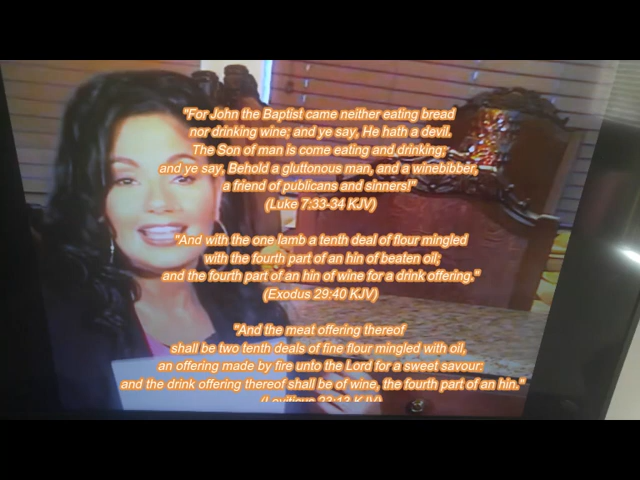 "For John the Baptist came neither eating bread
nor drinking wine; and ye say, He hath a devil.
The Son of man is come eating and drinking;
and ye say, Behold a gluttonous man, and a winebibber,
a friend of publicans and sinners!"
(Luke 7:33-34 KJV)
"And with the one lamb a tenth deal of flour mingled
with the fourth part of an hin of beaten oil;
and the fourth part of an hin of wine for a drink offering."
(Exodus 29:40 KJV)
"And the meat offering thereof
shall be two tenth deals of fine flour mingled with oil,
an offering made by fire unto the Lord for a sweet savour:
and the drink offering thereof shall be of wine, the fourth part of an hin."
(Leviticus 23:13 KJV)